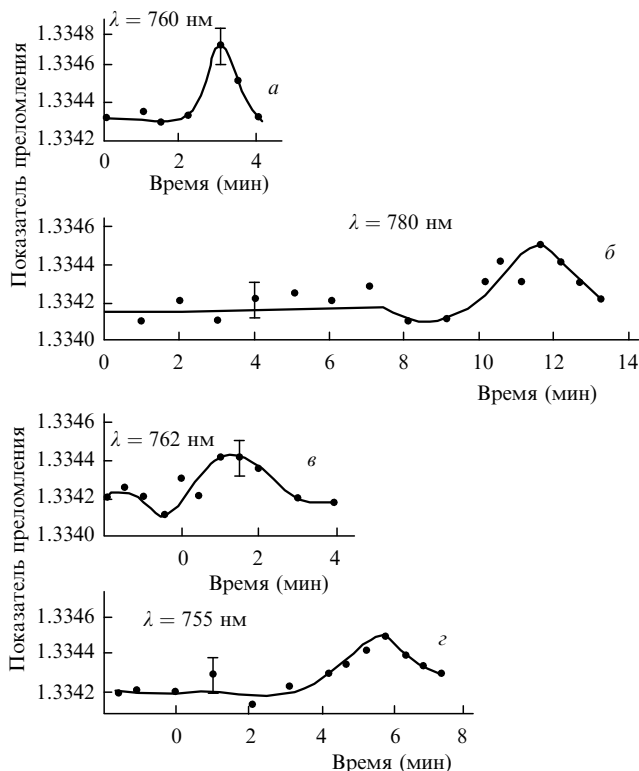 Показатель преломления
λ = 760 нм
а
1.3348
1.3346
1.3344
1.3342
0 2 4
Время (мин)
λ = 780 нм
б
1.3346
1.3344
1.3342
1.3340
0 2 4 6 8 10 12 14
Время (мин)
Показатель преломления
λ = 762 нм
в
1.3346
1.3344
1.3342
1.3340
0 2 4
Время (мин)
λ = 755 нм
г
1.3346
1.3344
1.3342
0 2 4 6 8
Время (мин)